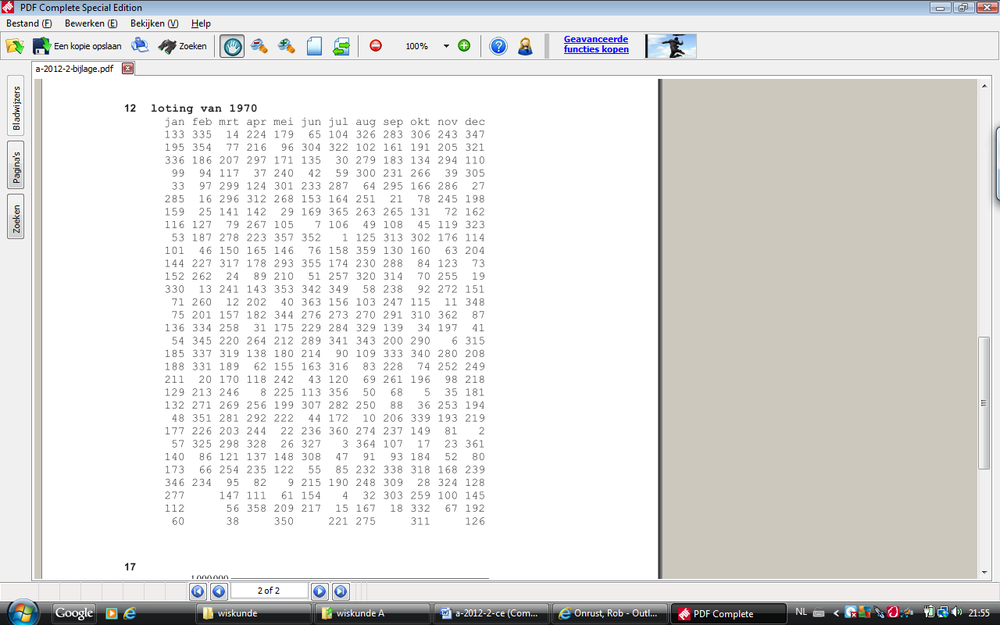 PDF Complete Special Edition
Bestand (F) Bewerken (E) Bekijken (V) Help
Een kopie opslaan Zoeken 100% Geavanceerde functies kopen
a-2012-2-bijlage.pdf
Bladwijzers
Pagina's
Zoeken
12 loting van 1970
jan feb mrt apr mei jun jul aug sep okt nov dec
133 335 14 224 179 65 104 326 283 306 243 347
195 354 77 216 96 304 322 102 161 191 205 321
336 186 207 297 171 135 30 279 183 134 294 110
99 94 117 37 240 42 59 300 231 266 39 305
33 97 299 124 301 233 287 64 295 166 286 27
285 16 296 312 268 153 164 251 21 78 245 198
159 25 141 142 29 169 365 263 265 131 72 162
116 127 79 267 105 7 106 49 108 45 119 323
53 187 278 223 357 352 1 125 313 302 176 114
101 46 150 165 146 76 158 359 130 160 63 204
144 227 317 178 293 355 174 230 288 84 123 73
152 262 24 89 210 51 257 320 314 70 255 19
330 13 241 143 353 342 349 58 238 92 272 151
71 260 12 202 40 363 156 103 247 115 11 348
75 201 157 182 344 276 273 270 291 310 362 87
136 334 258 31 175 229 284 329 139 34 197 41
54 345 220 264 212 289 341 343 200 290 6 315
185 337 319 138 180 214 90 109 333 340 280 208
188 331 189 62 155 163 316 83 228 74 252 249
211 20 170 118 242 43 120 69 261 196 98 218
129 213 246 8 225 113 356 50 68 5 35 181
132 271 269 256 199 307 282 250 88 36 253 194
48 351 281 292 222 44 172 10 206 339 193 219
177 226 203 244 22 236 360 274 237 149 81 2
57 325 298 328 26 327 3 364 107 17 23 361
140 86 121 137 148 308 47 91 93 184 52 80
173 66 254 235 122 55 85 232 338 318 168 239
346 234 95 82 9 215 190 248 309 28 324 128
277 147 111 61 154 4 32 303 259 100 145
112 56 358 209 217 15 167 18 332 67 192
60 38 350 221 275 311 126
17
1.000.000
2 of 2
Google wiskunde wiskunde A a-2012-2-ce (Com... Onrust, Rob - Outl... PDF Complete NL 21:55